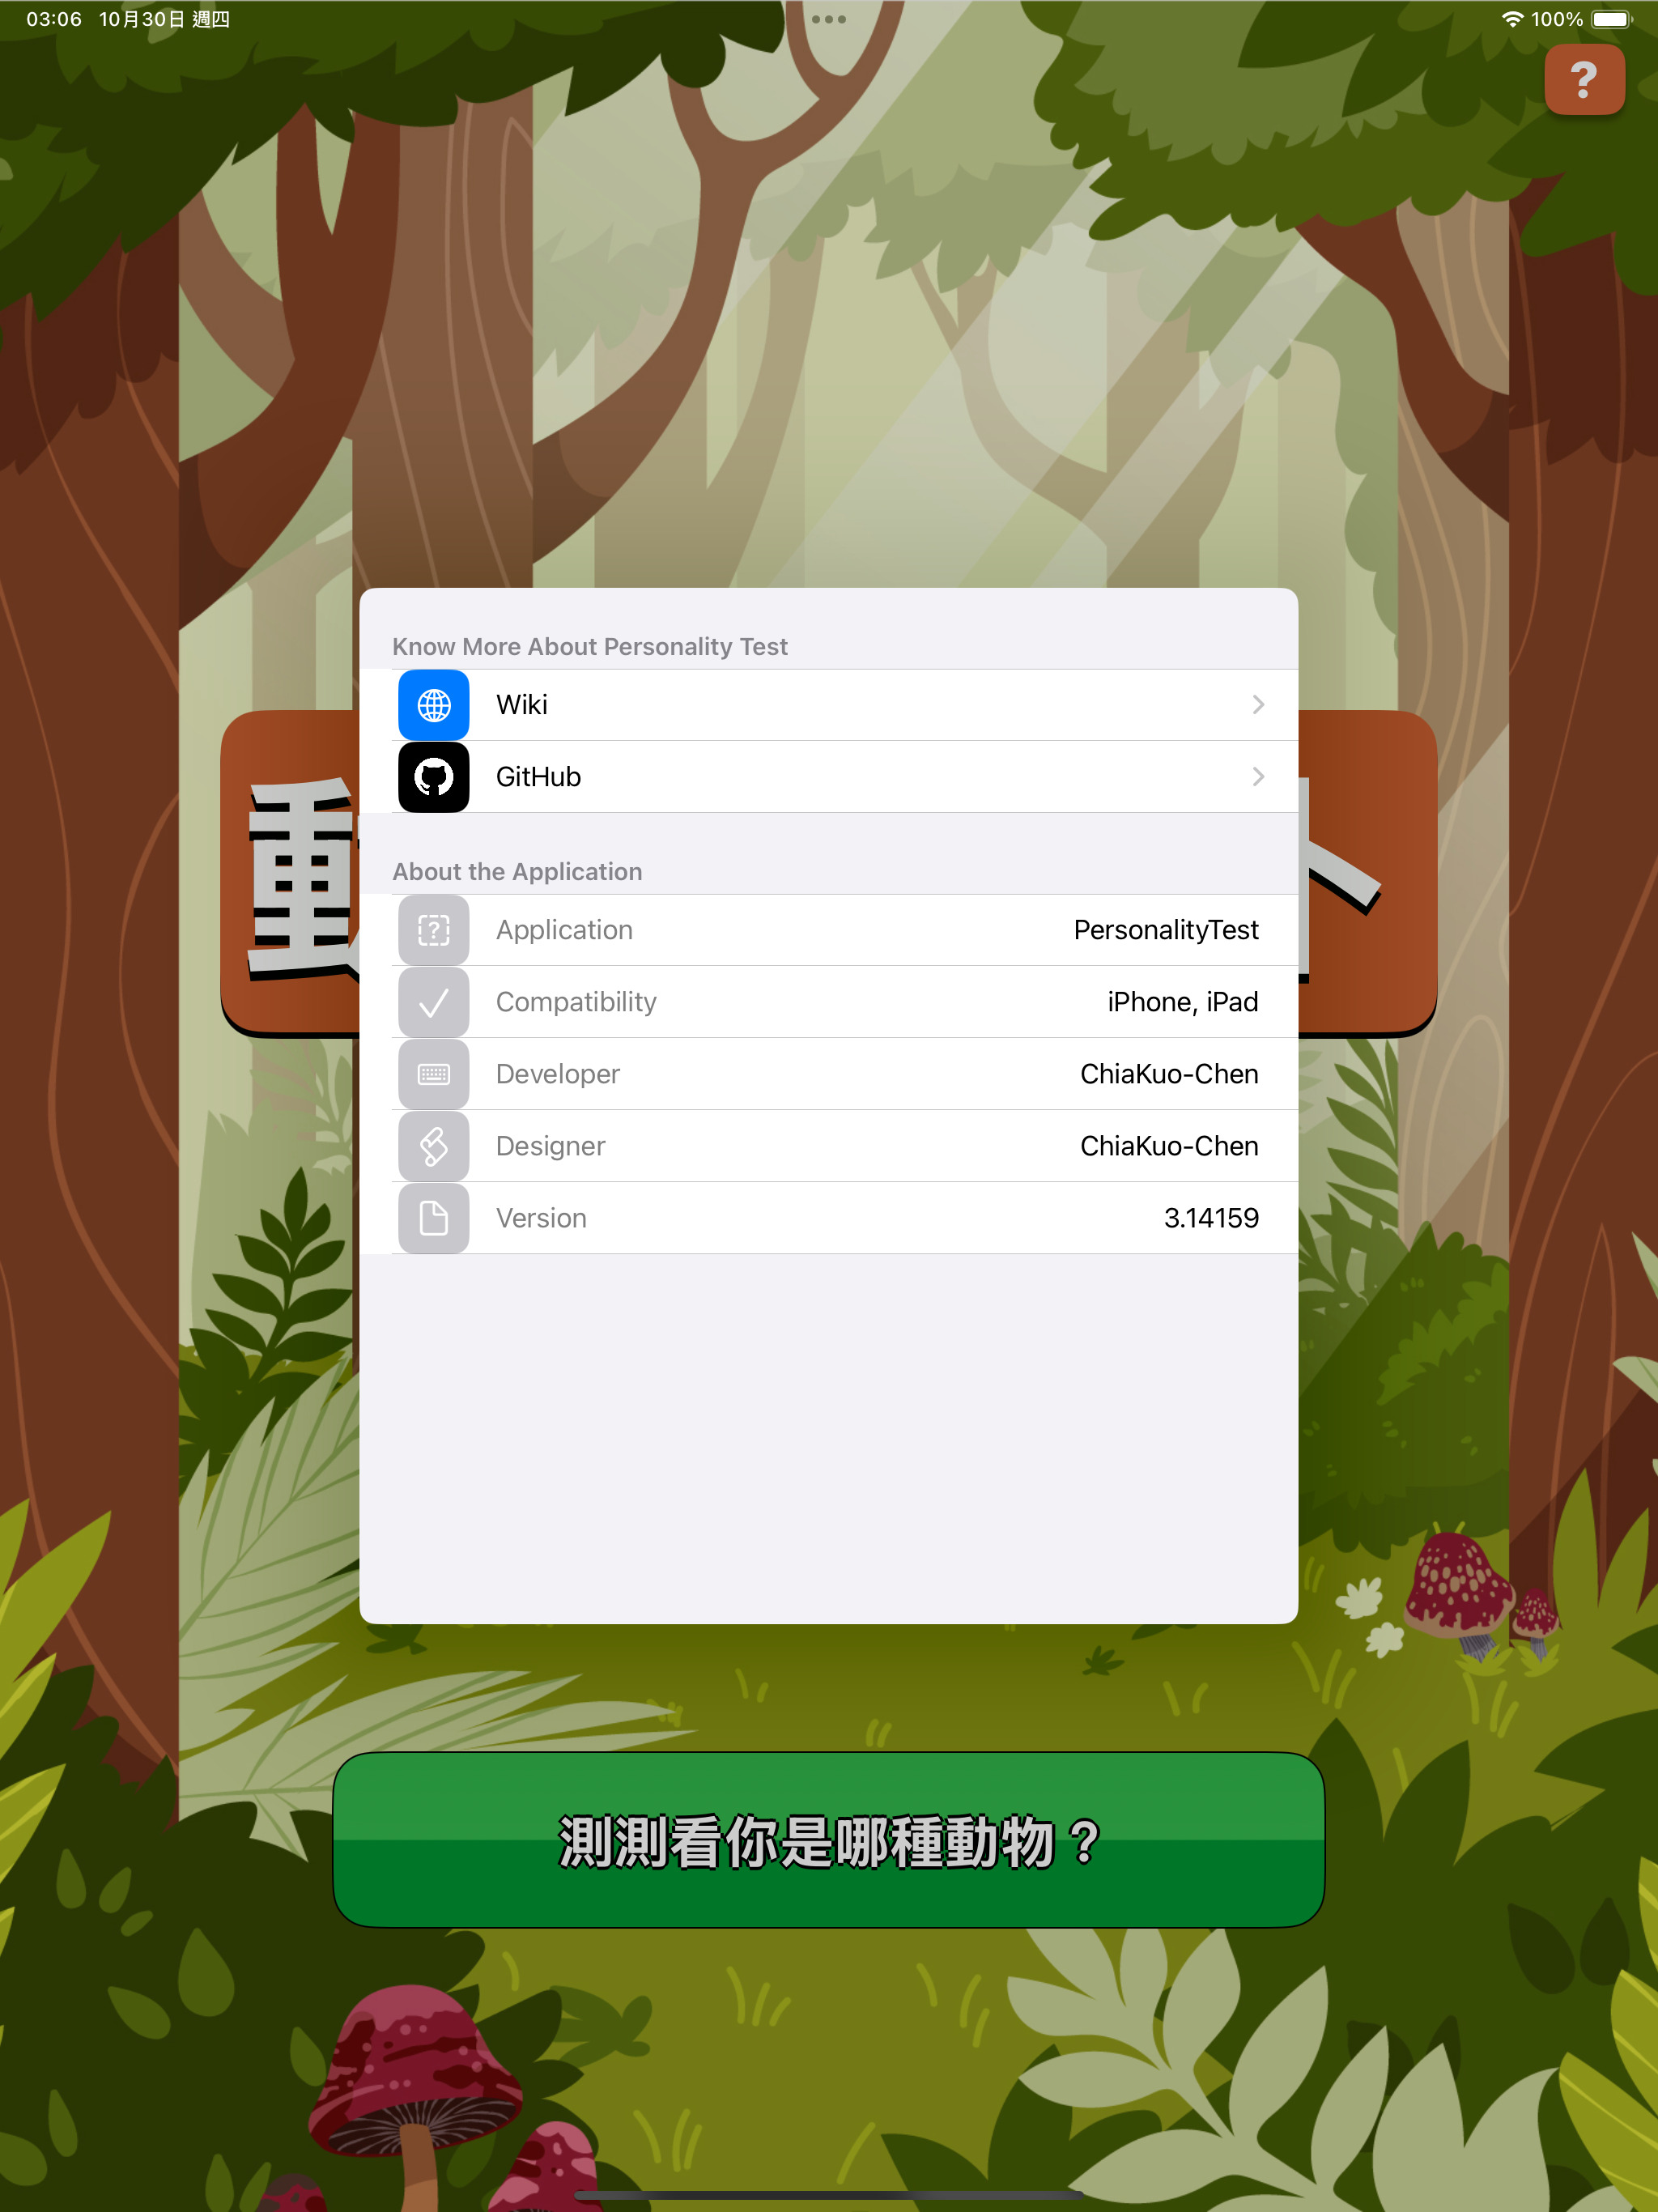 03:06 10月30日 週四
100%
?
Know More About Personality Test
Wiki
GitHub
動
About the Application
Application PersonalityTest
Compatibility iPhone, iPad
Developer ChiaKuo-Chen
Designer ChiaKuo-Chen
Version 3.14159
測測看你是哪種動物？